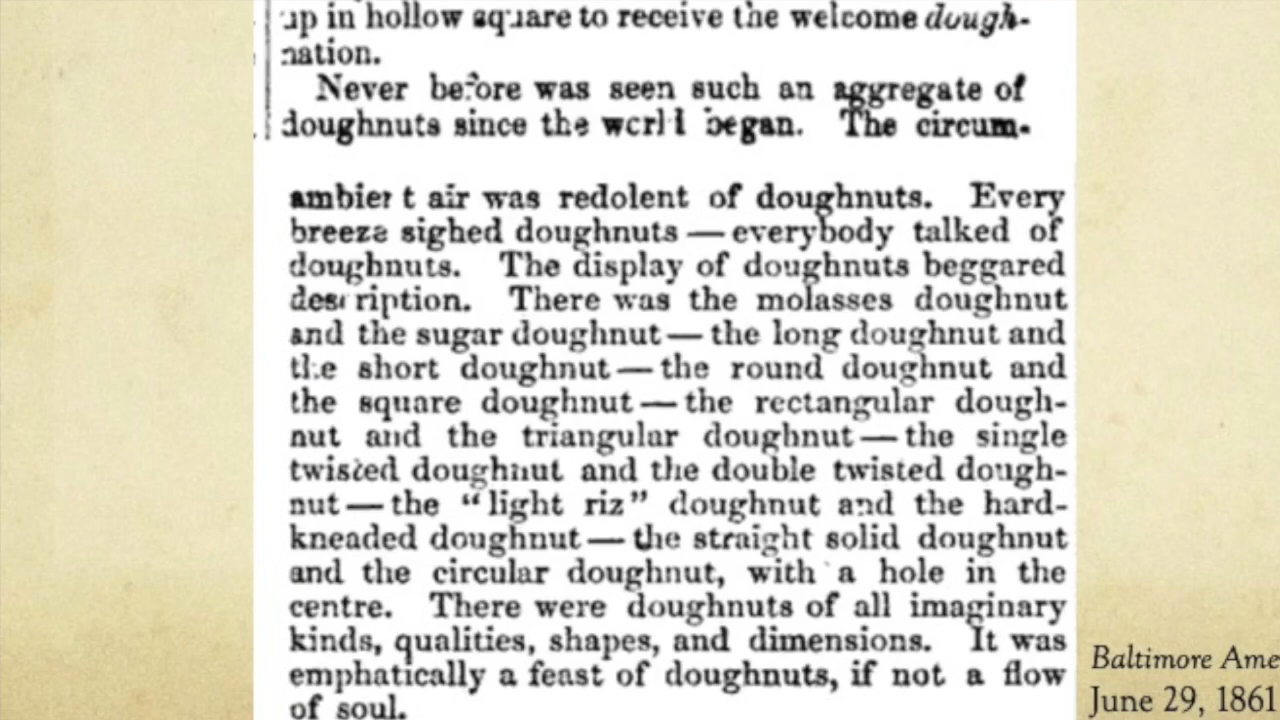 up in hollow square to receive the welcome dough-
nation.
Never before was seen such an aggregate of
doughnuts since the world began. The circum-
ambient air was redolent of doughnuts. Every
breeze sighed doughnuts — everybody talked of
doughnuts. The display of doughnuts beggared
description. There was the molasses doughnut
and the sugar doughnut — the long doughnut and
the short doughnut — the round doughnut and
the square doughnut — the rectangular dough-
nut and the triangular doughnut — the single
twisted doughnut and the double twisted dough-
nut — the “light riz” doughnut and the hard-
kneaded doughnut — the straight solid doughnut
and the circular doughnut, with a hole in the
centre. There were doughnuts of all imaginary
kinds, qualities, shapes, and dimensions. It was
emphatically a feast of doughnuts, if not a flow
of soul.
Baltimore Ame
June 29, 1861